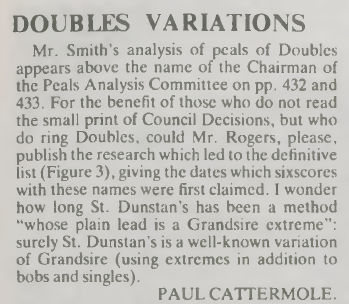 DOUBLES VARIATIONS
Mr. Smith's analysis of peals of Doubles
appears above the name of the Chairman of
the Peals Analysis Committee on pp. 432 and
433. For the benefit of those who do not read
the small print of Council Decisions, but who
do ring Doubles, could Mr. Rogers, please,
publish the research which led to the definitive
list (Figure 3), giving the dates which sixscores
with these names were first claimed. I wonder
how long St. Dunstan's has been a method
"whose plain lead is a Grandsire extreme":
surely St. Dunstan's is a well-known variation
of Grandsire (using extremes in addition to
bobs and singles).
PAUL CATTERMOLE.